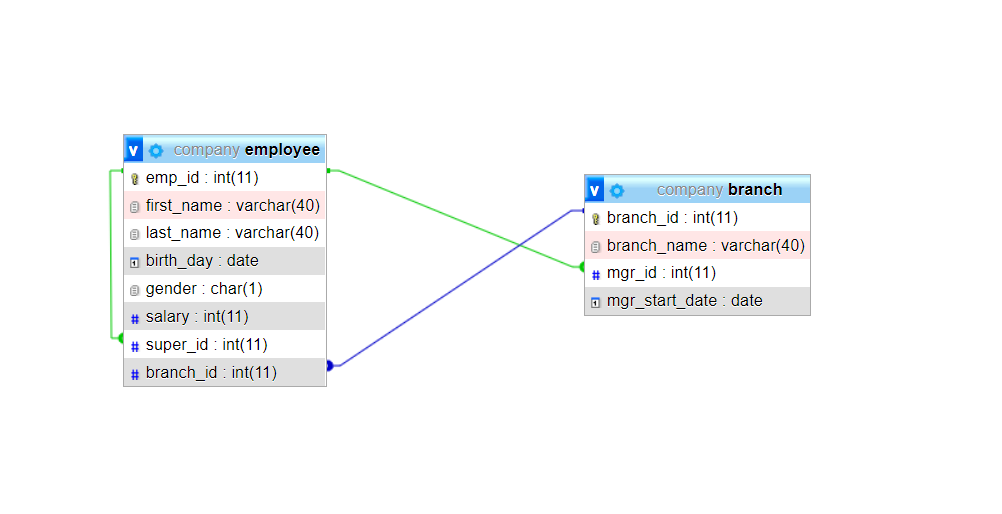 v company employee
emp_id : int(11)
first_name : varchar(40)
last_name : varchar(40)
birth_day : date
gender : char(1)
salary : int(11)
super_id : int(11)
branch_id : int(11)
v company branch
branch_id : int(11)
branch_name : varchar(40)
mgr_id : int(11)
mgr_start_date : date